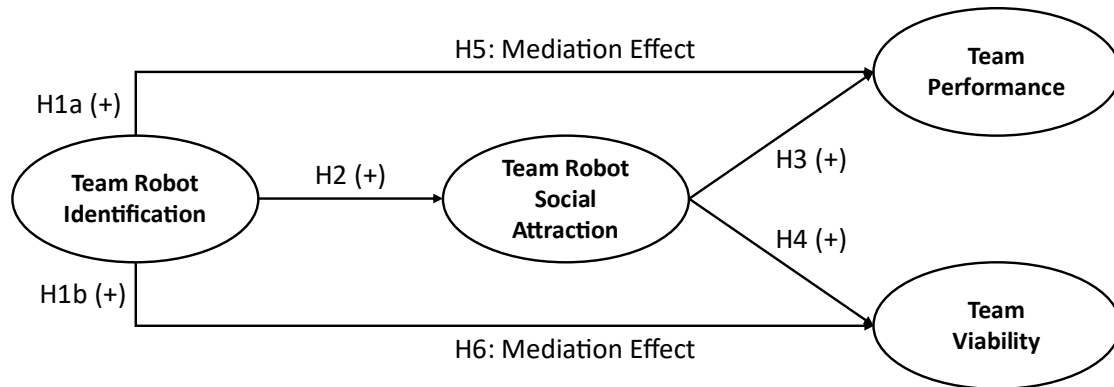 H5: Mediation Effect
Team
Performance
H1a (+)
H3 (+)
Team Robot
Identification
H2 (+)
Team Robot
Social
Attraction
H4 (+)
H1b (+)
Team
Viability
H6: Mediation Effect